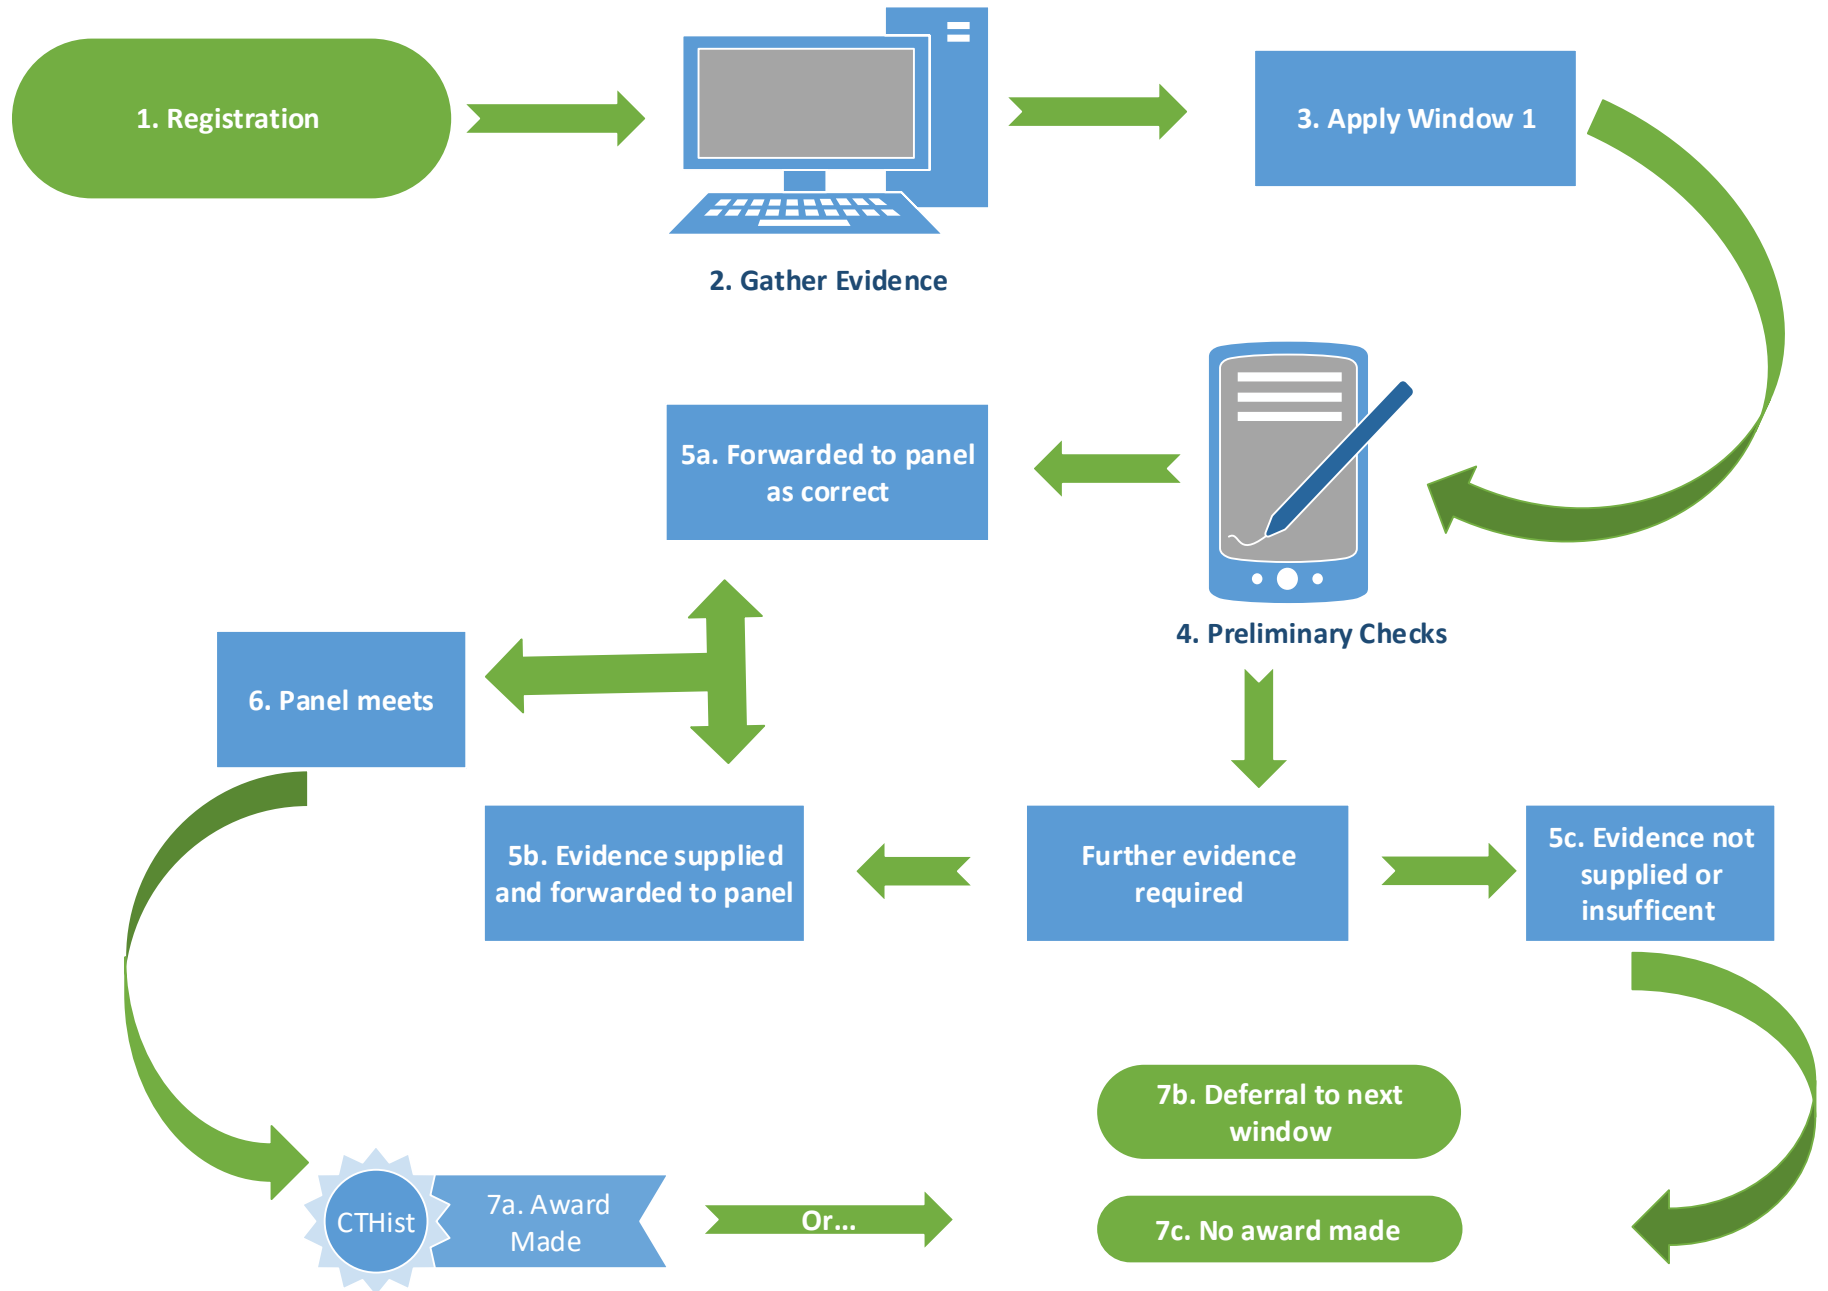 1. Registration
2. Gather Evidence
3. Apply Window 1
4. Preliminary Checks
5a. Forwarded to panel
as correct
6. Panel meets
5b. Evidence supplied
and forwarded to panel
Further evidence
required
5c. Evidence not
supplied or
insufficent
CTHist
7a. Award
Made
Or...
7b. Deferral to next
window
7c. No award made